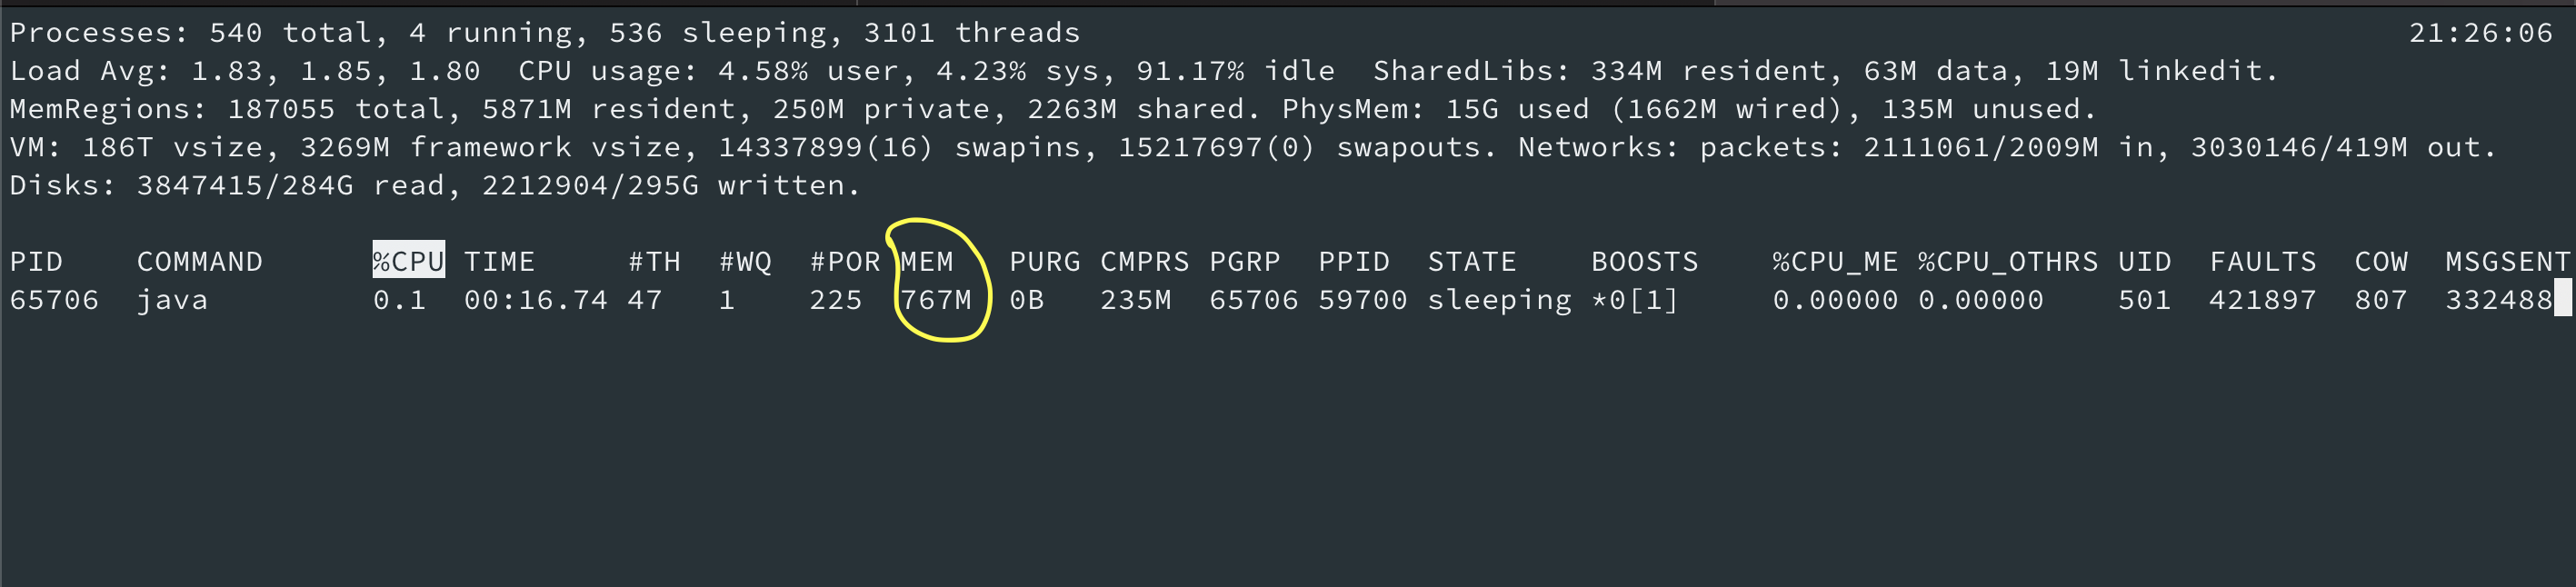 Processes: 540 total, 4 running, 536 sleeping, 3101 threads 21:26:06
Load Avg: 1.83, 1.85, 1.80 CPU usage: 4.58% user, 4.23% sys, 91.17% idle SharedLibs: 334M resident, 63M data, 19M linkedit.
MemRegions: 187055 total, 5871M resident, 250M private, 2263M shared. PhysMem: 15G used (1662M wired), 135M unused.
VM: 186T vsize, 3269M framework vsize, 14337899(16) swapins, 15217697(0) swapouts. Networks: packets: 2111061/2009M in, 3030146/419M out.
Disks: 3847415/284G read, 2212904/295G written.
PID COMMAND %CPU TIME #TH #WQ #POR MEM PURG CMPRS PGRP PPID STATE BOOSTS %CPU_ME %CPU_OTHRS UID FAULTS COW MSGSENT
65706 java 0.1 00:16.74 47 1 225 767M 0B 235M 65706 59700 sleeping *0[1] 0.00000 0.00000 501 421897 807 332488